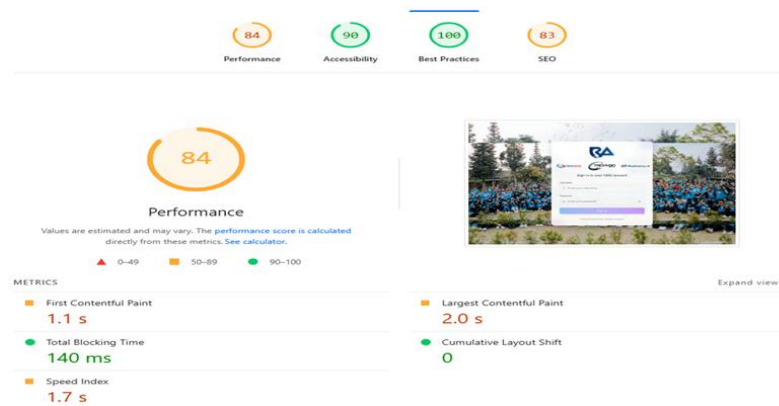 84
90
100
83
Performance
Accessibility
Best Practices
SEO
84
Performance
Values are estimated and may vary. The performance score is calculated
directly from these metrics. See calculator.
0–49
50–89
90–100
METRICS
Expand view
First Contentful Paint
1.1 s
Largest Contentful Paint
2.0 s
Total Blocking Time
140 ms
Cumulative Layout Shift
0
Speed Index
1.7 s